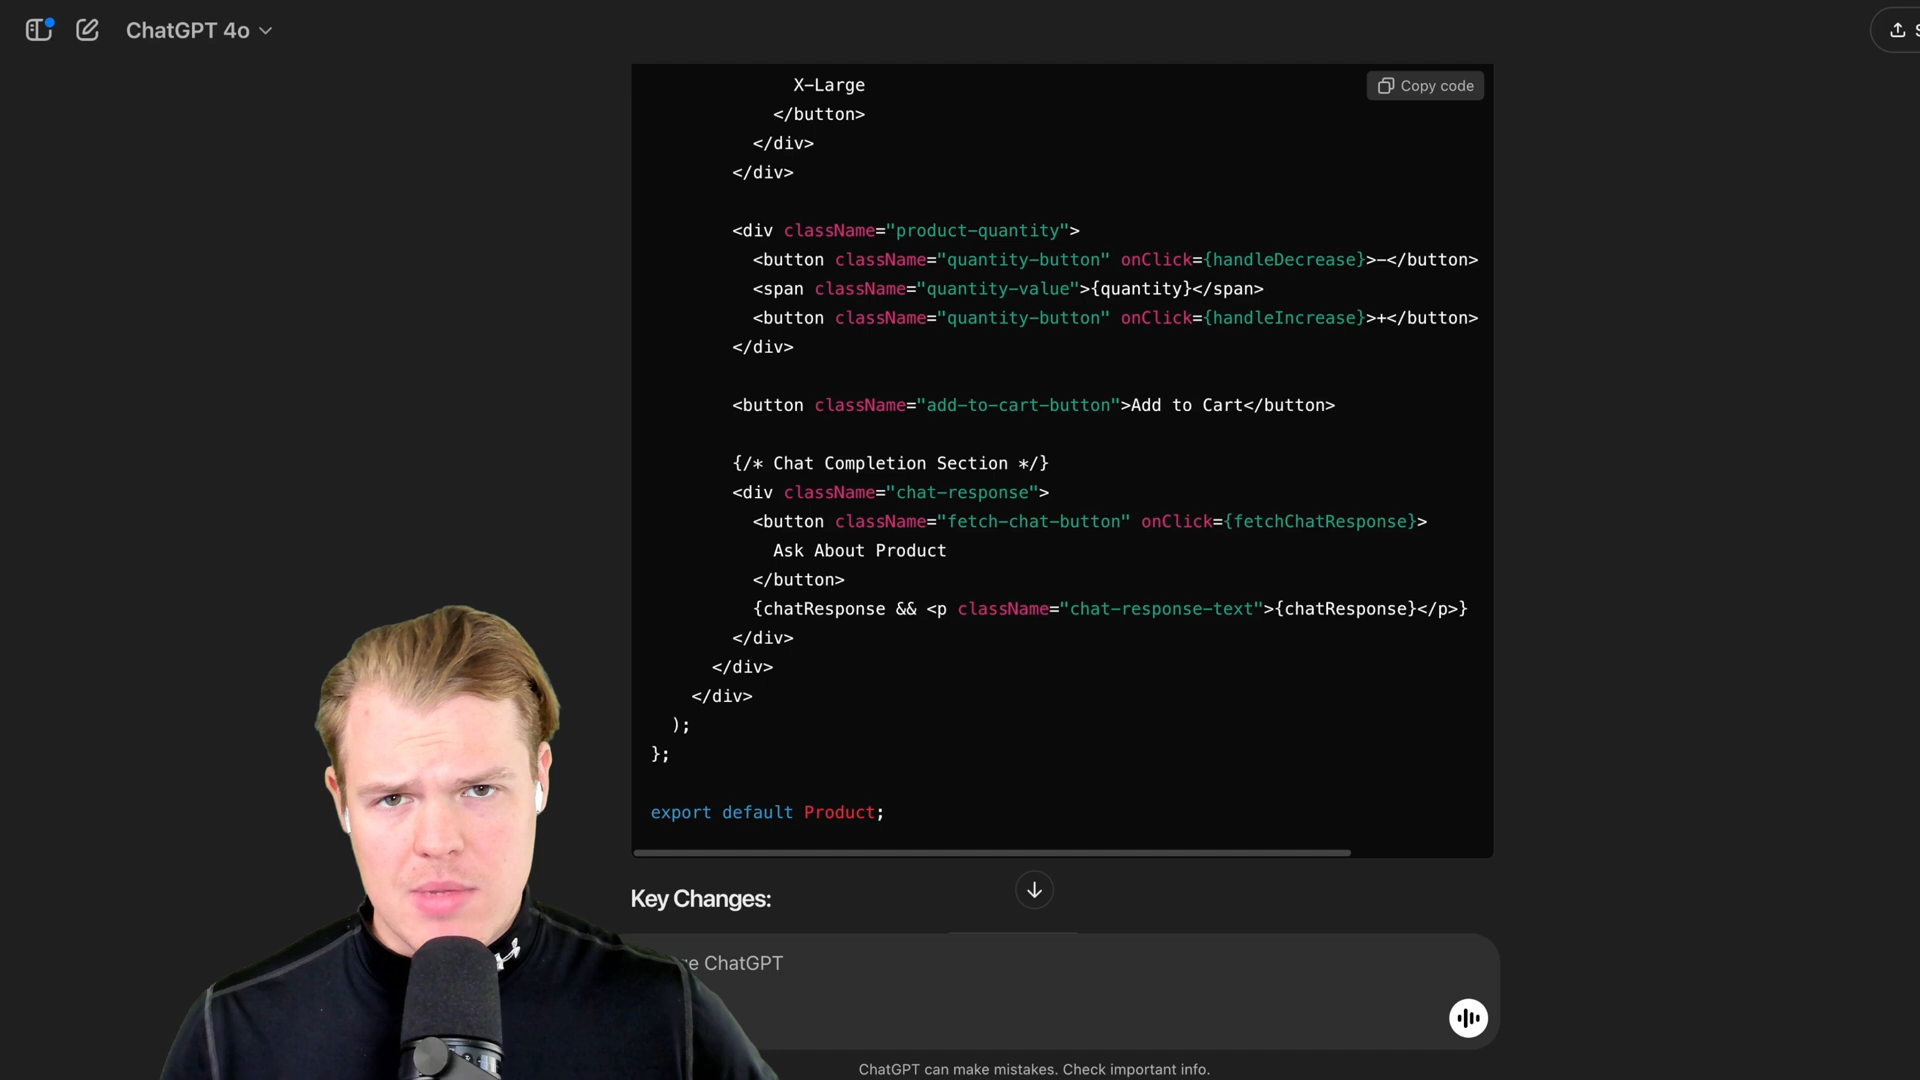 ChatGPT 4o
X-Large
Copy code
</button>
</div>
</div>
<div className="product-quantity">
<button className="quantity-button" onClick={handleDecrease}>-</button>
<span className="quantity-value">{quantity}</span>
<button className="quantity-button" onClick={handleIncrease}>+</button>
</div>
<button className="add-to-cart-button">Add to Cart</button>
{/* Chat Completion Section */}
<div className="chat-response">
<button className="fetch-chat-button" onClick={fetchChatResponse}>
Ask About Product
</button>
{chatResponse && <p className="chat-response-text">{chatResponse}</p>}
</div>
</div>
</div>
);
};
export default Product;
Key Changes:
ChatGPT
ChatGPT can make mistakes. Check important info.